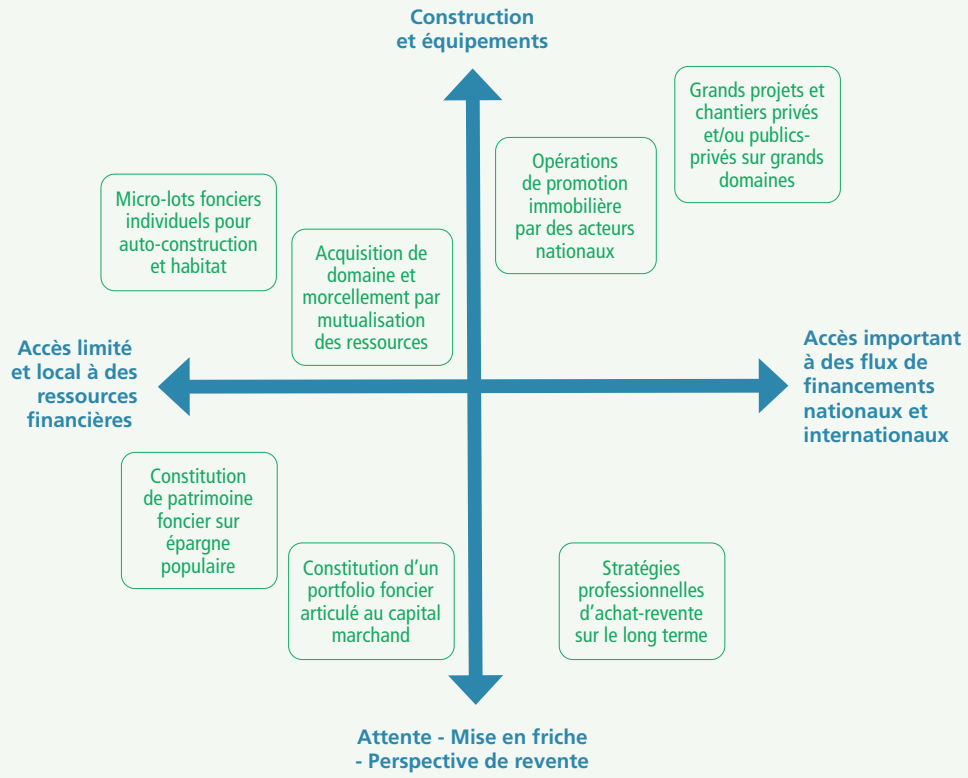 Construction
et équipements
Grands projets et
chantiers privés
et/ou publics-
privés sur grands
domaines
Opérations
de promotion
immobilière
par des acteurs
nationaux
Micro-lots fonciers
individuels pour
auto-construction
et habitat
Acquisition de
domaine et
morcellement par
mutualisation
des ressources
Accès limité
et local à des
ressources
financières
Accès important
à des flux de
financements
nationaux et
internationaux
Constitution
de patrimoine
foncier sur
épargne
populaire
Constitution d'un
portfolio foncier
articulé au capital
marchand
Stratégies
professionnelles
d'achat-revente
sur le long terme
Attente - Mise en friche
- Perspective de revente